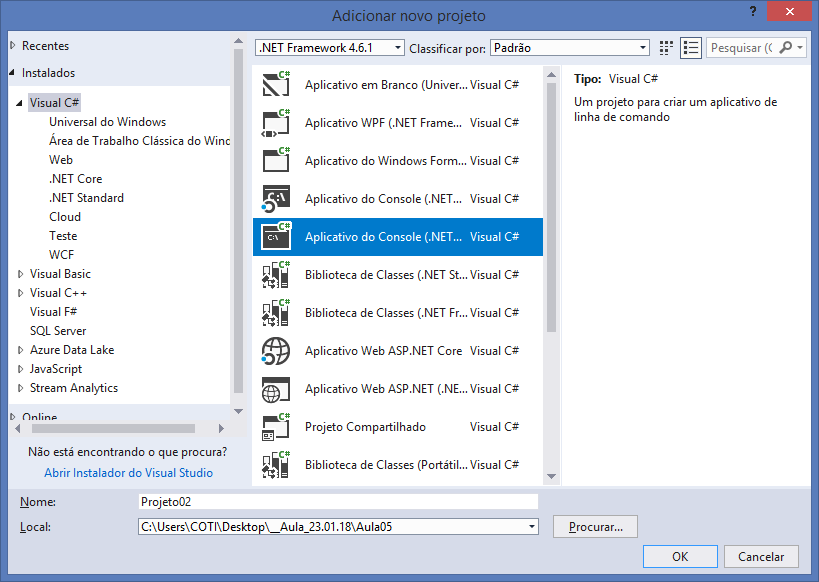 Adicionar novo projeto
?
Recentes
Instalados
Visual C#
Universal do Windows
Área de Trabalho Clássica do Winc
Web
.NET Core
.NET Standard
Cloud
Teste
WCF
Visual Basic
Visual C++
Visual F#
SQL Server
Azure Data Lake
JavaScript
Stream Analytics
Online
Não está encontrando o que procura?
Abrir Instalador do Visual Studio
.NET Framework 4.6.1 Classificar por: Padrão Pesquisar (C
Aplicativo em Branco (Univer... Visual C#
Aplicativo WPF (.NET Frame... Visual C#
Aplicativo do Windows Form... Visual C#
Aplicativo do Console (.NET... Visual C#
Aplicativo do Console (.NET... Visual C#
Biblioteca de Classes (.NET St... Visual C#
Biblioteca de Classes (.NET Fr... Visual C#
Aplicativo Web ASP.NET Core Visual C#
Aplicativo Web ASP.NET (.NE... Visual C#
Projeto Compartilhado Visual C#
Biblioteca de Classes (Portátil... Visual C#
Tipo: Visual C#
Um projeto para criar um aplicativo de
linha de comando
Nome: Projeto02
Local: C:\Users\COTI\Desktop\__Aula_23.01.18\Aula05 Procurar...
OK Cancelar